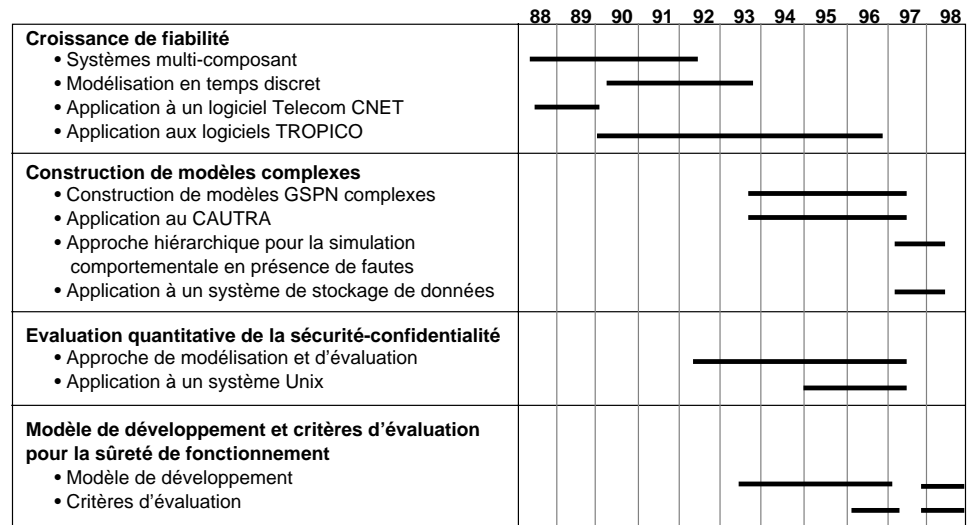 88 89 90 91 92 93 94 95 96 97 98
Croissance de fiabilité
• Systèmes multi-composant
• Modélisation en temps discret
• Application à un logiciel Telecom CNET
• Application aux logiciels TROPICO
Construction de modèles complexes
• Construction de modèles GSPN complexes
• Application au CAUTRA
• Approche hiérarchique pour la simulation
comportementale en présence de fautes
• Application à un système de stockage de données
Evaluation quantitative de la sécurité-confidentialité
• Approche de modélisation et d'évaluation
• Application à un système Unix
Modèle de développement et critères d'évaluation
pour la sûreté de fonctionnement
• Modèle de développement
• Critères d'évaluation